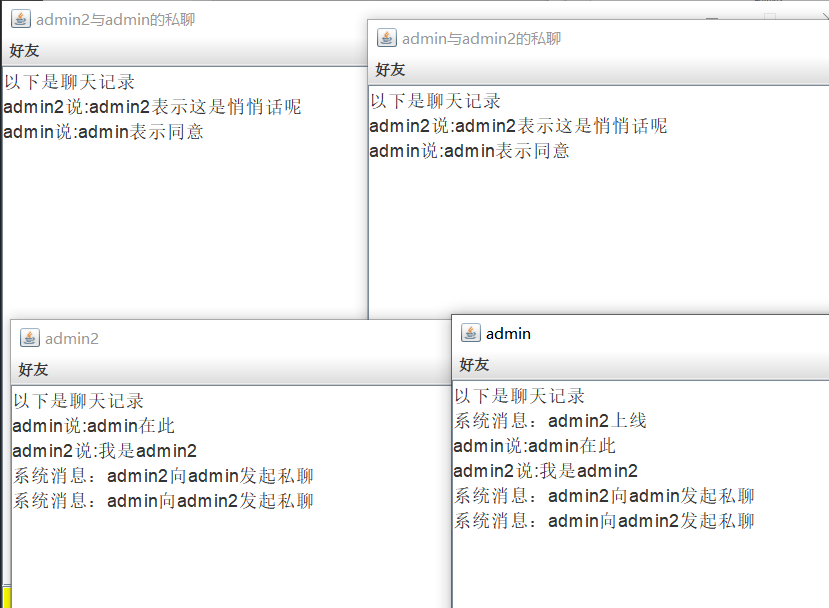 admin2与admin的私聊
好友
以下是聊天记录
admin2说:admin2表示这是悄悄话呢
admin说:admin表示同意
admin与admin2的私聊
好友
以下是聊天记录
admin2说:admin2表示这是悄悄话呢
admin说:admin表示同意
admin2
好友
以下是聊天记录
admin说:admin在此
admin2说:我是admin2
系统消息：admin2向admin发起私聊
系统消息：admin向admin2发起私聊
admin
好友
以下是聊天记录
系统消息：admin2上线
admin说:admin在此
admin2说:我是admin2
系统消息：admin2向admin发起私聊
系统消息：admin向admin2发起私聊